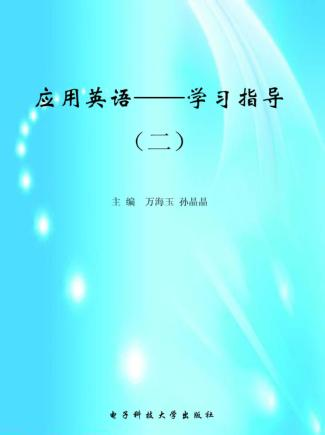 应用英语——学习指导
（二）
主 编 万海玉 孙晶晶
电子科技大学出版社